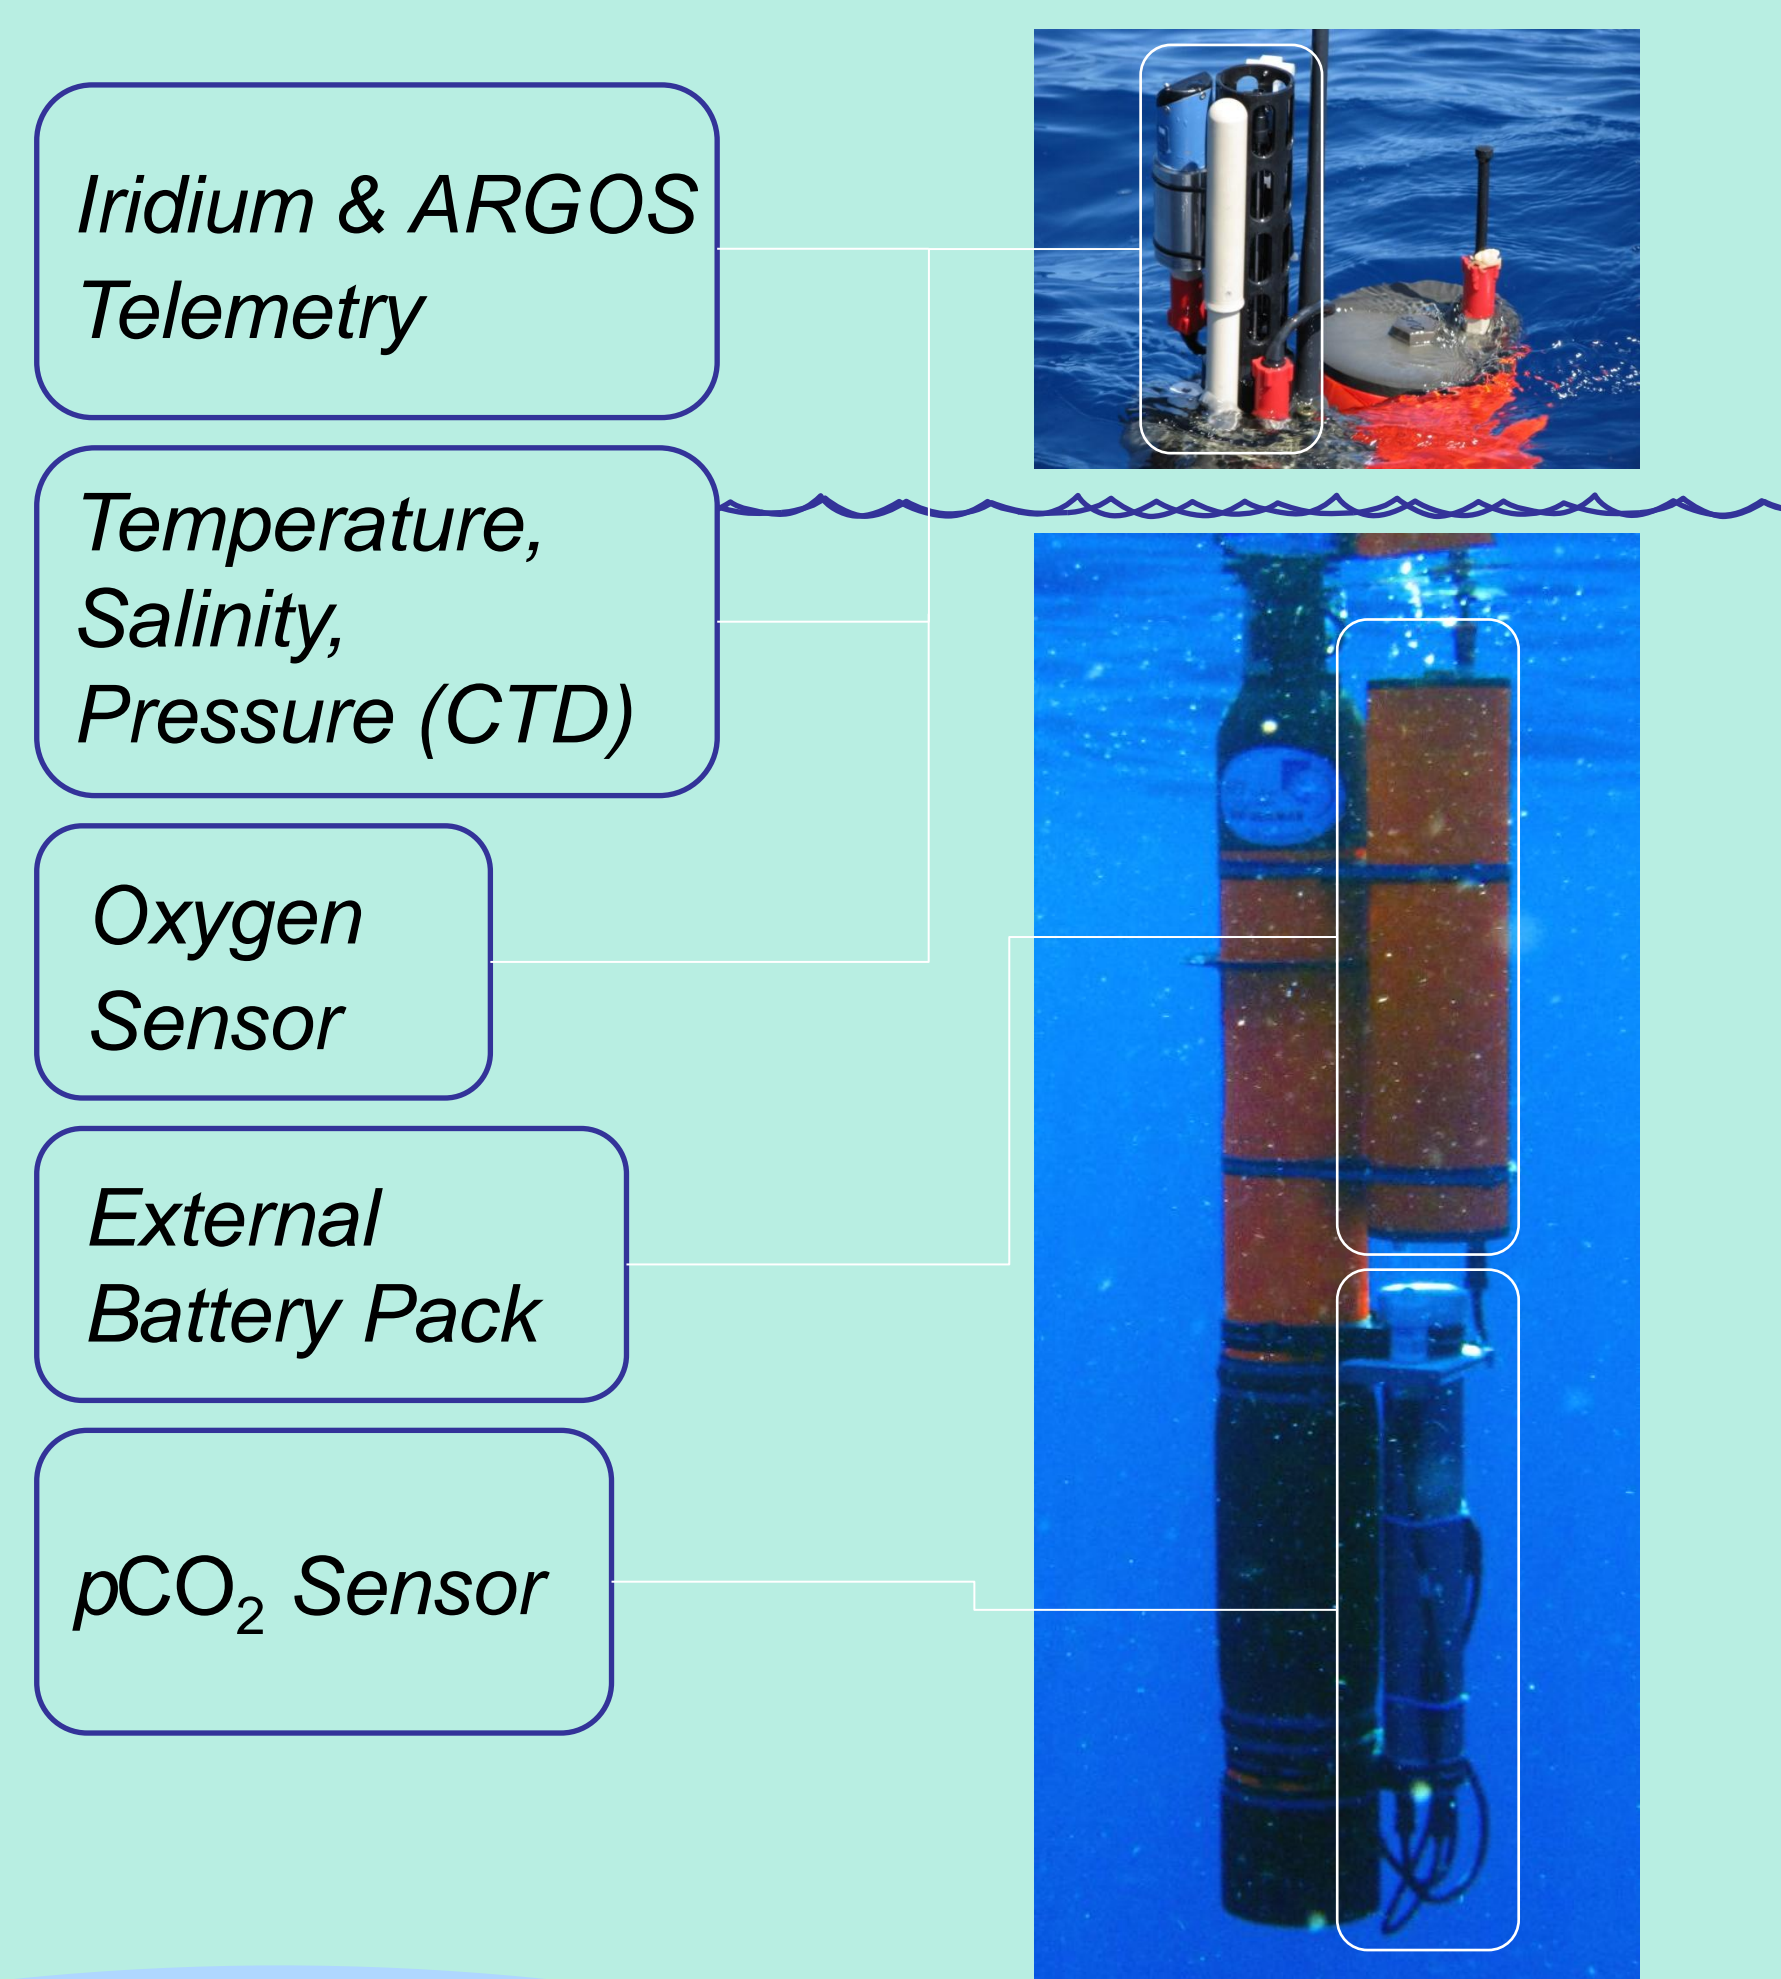 Iridium & ARGOS
Telemetry
Temperature,
Salinity,
Pressure (CTD)
Oxygen
Sensor
External
Battery Pack
pCO₂ Sensor